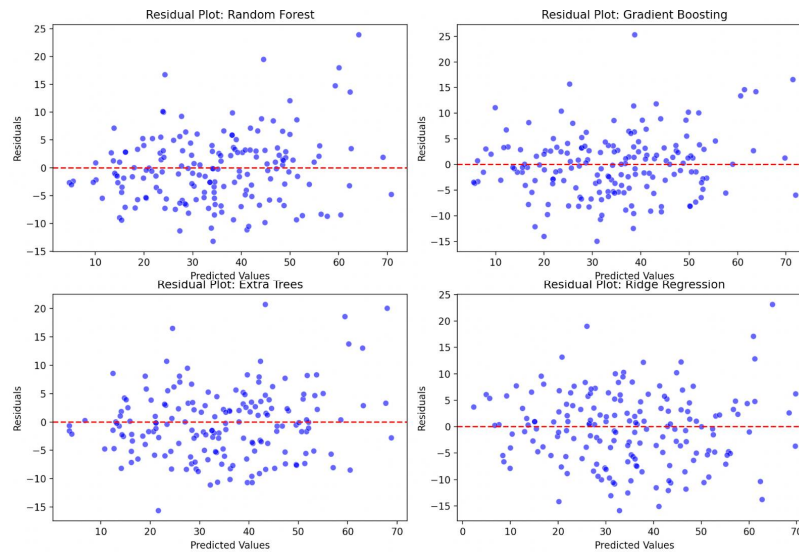 Residual Plot: Random Forest
Residuals
25
20
15
10
5
0
−5
−10
−15
10 20 30 40 50 60 70
Predicted Values
Residual Plot: Gradient Boosting
Residuals
25
20
15
10
5
0
−5
−10
−15
10 20 30 40 50 60 70
Predicted Values
Residual Plot: Extra Trees
Residuals
20
15
10
5
0
−5
−10
−15
10 20 30 40 50 60 70
Predicted Values
Residual Plot: Ridge Regression
Residuals
25
20
15
10
5
0
−5
−10
−15
0 10 20 30 40 50 60 70
Predicted Values